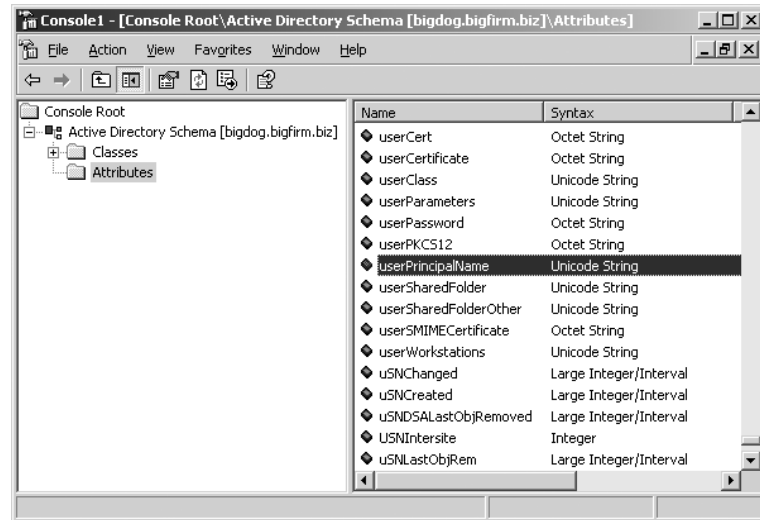 Console1 - [Console Root\Active Directory Schema [bigdog.bigfirm.biz]\Attributes]
File Action View Favorites Window Help
Console Root
Active Directory Schema [bigdog.bigfirm.biz]
Classes
Attributes
Name Syntax
userCert Octet String
userCertificate Octet String
userClass Unicode String
userParameters Unicode String
userPassword Octet String
userPKCS12 Octet String
userPrincipalName Unicode String
userSharedFolder Unicode String
userSharedFolderOther Unicode String
userSMIMECertificate Octet String
userWorkstations Unicode String
uSNChanged Large Integer/Interval
uSNCreated Large Integer/Interval
uSNDSALastObjRemoved Large Integer/Interval
USNIntersite Integer
uSNLastObjRem Large Integer/Interval